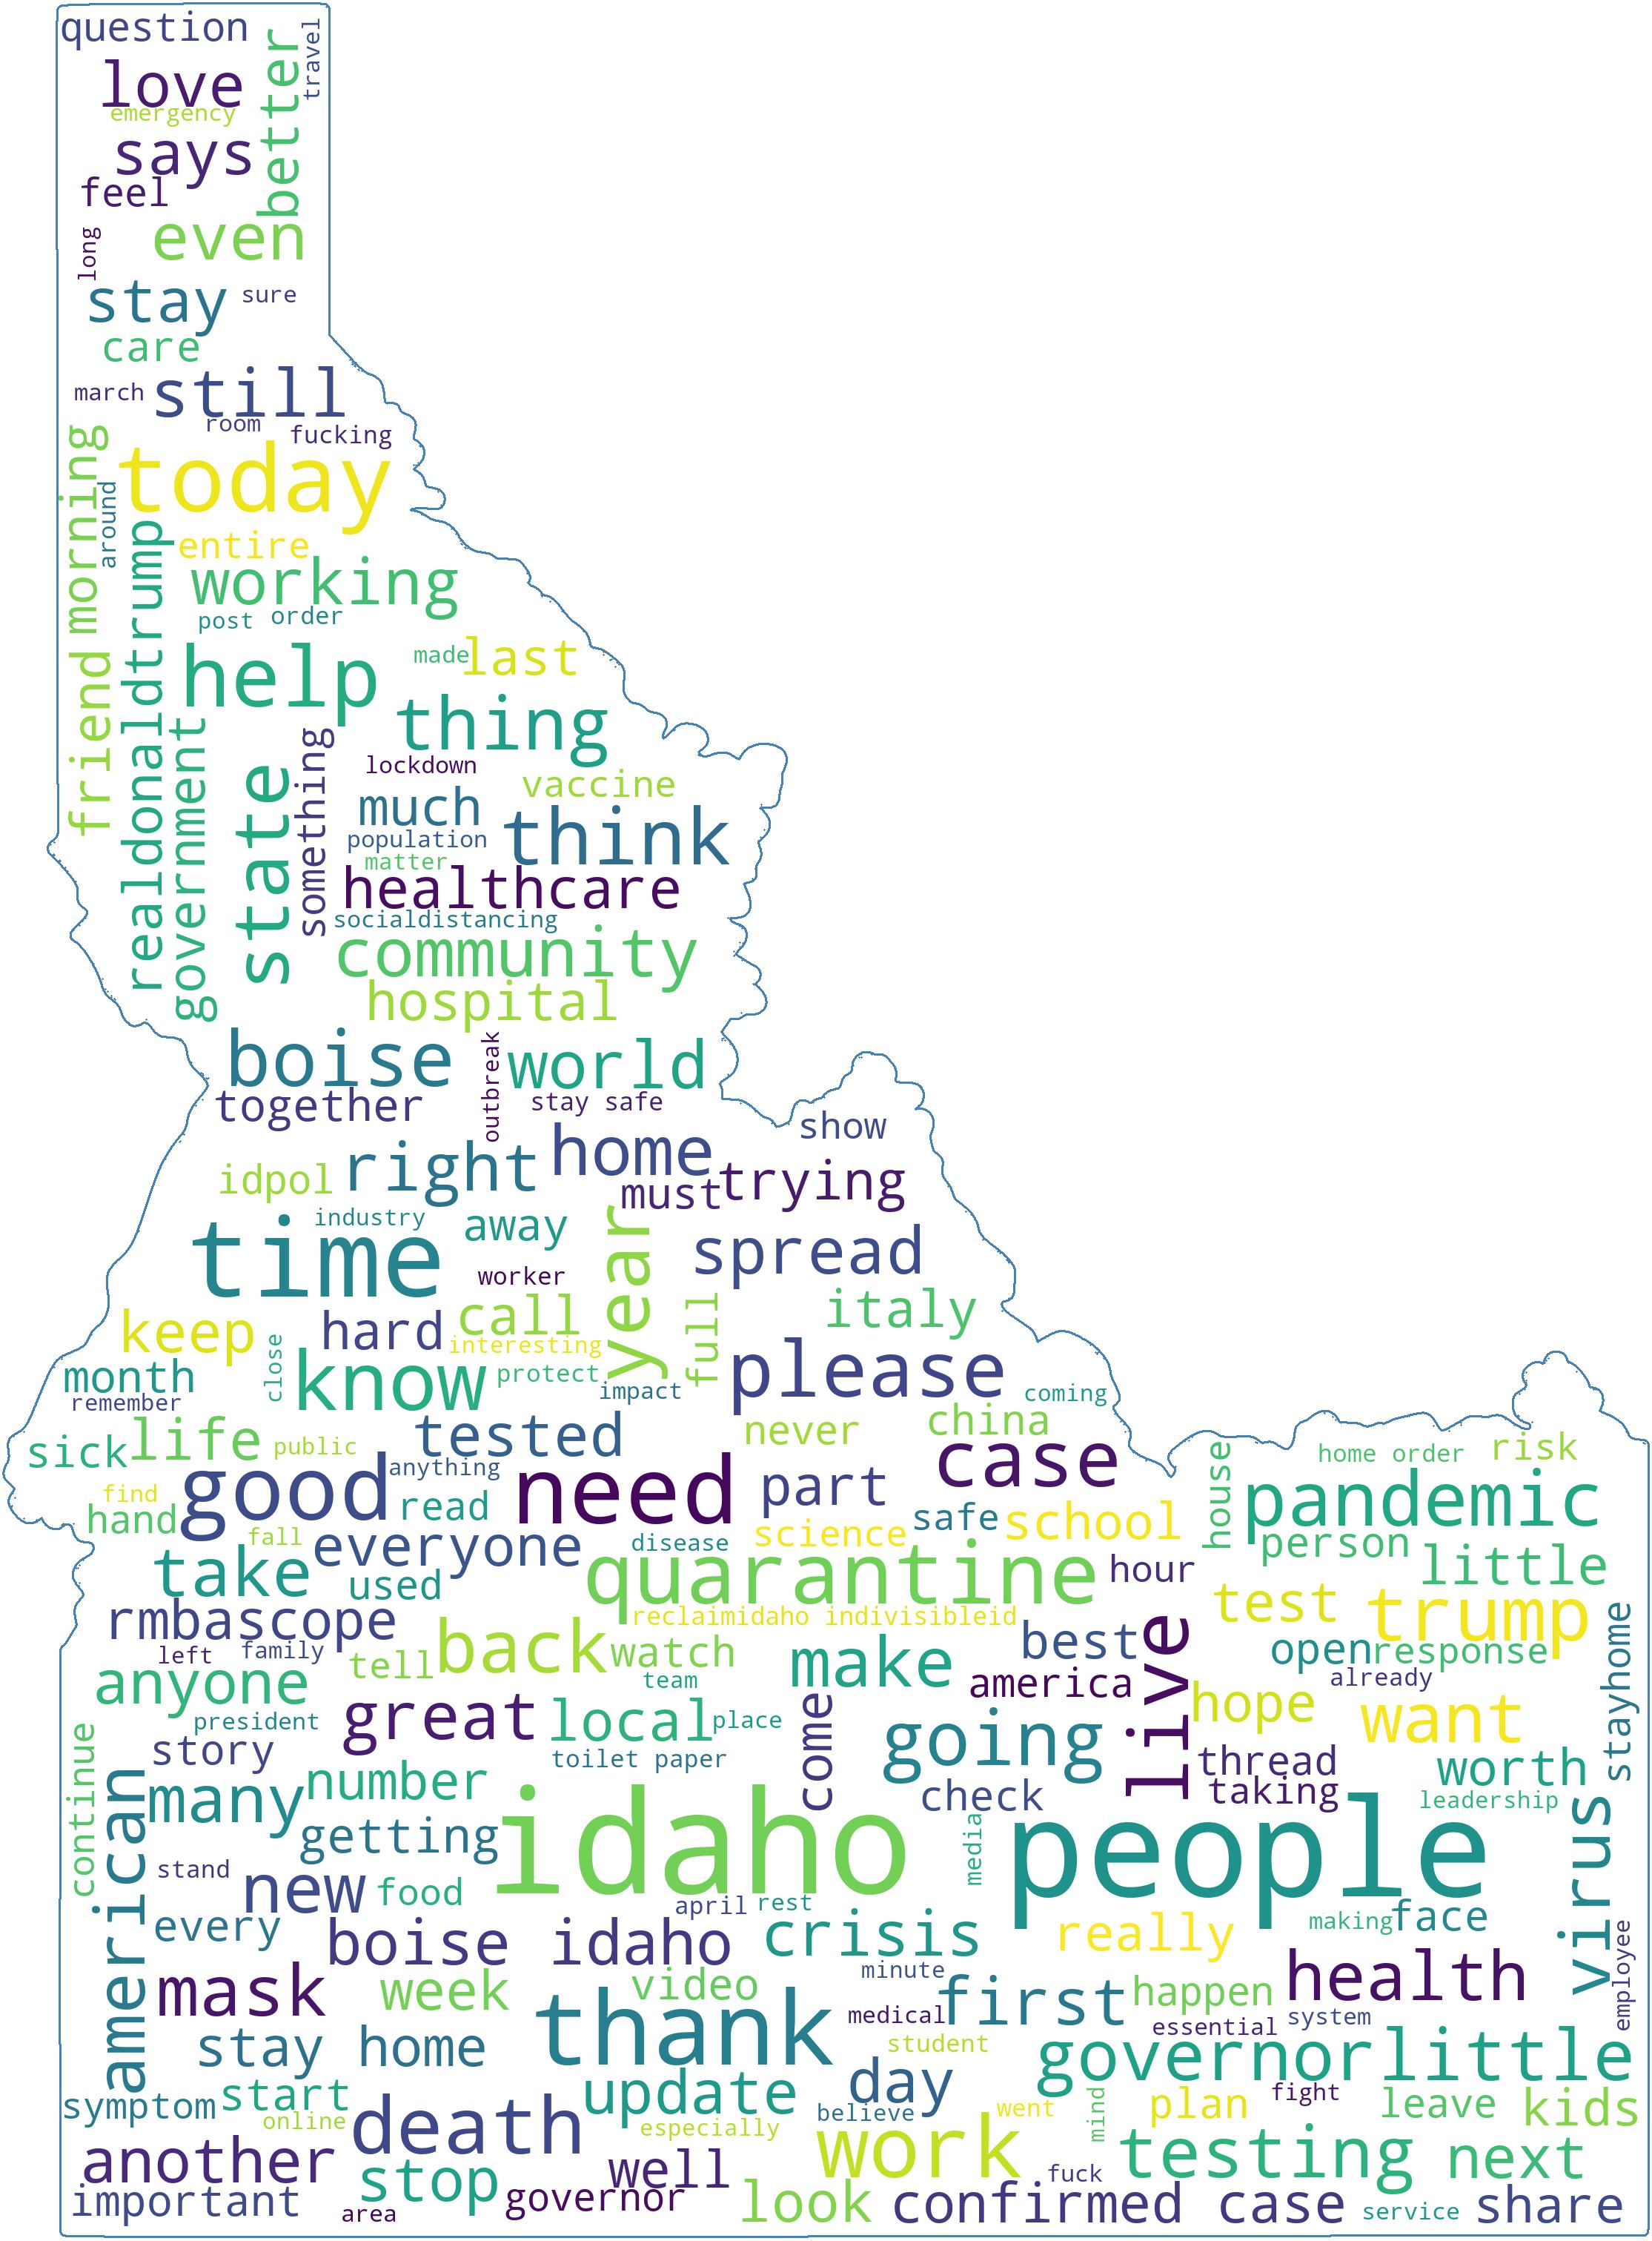 question
travel
better
love
emergency
says
feel
even
long
stay
sure
care
march
still
room
fucking
morning
today
around
entire
realdonaldtrump
working
post
order
friend
help
made
last
thing
government
something
lockdown
state
vaccine
much
think
population
matter
healthcare
socialdistancing
community
hospital
boise
outbreak
world
together
stay safe
show
home
right
idpol
must
trying
time
industry
away
year
spread
worker
keep
hard
call
full
italy
interesting
close
know
please
month
protect
impact
coming
remember
tested
never
china
sick
life
public
case
house
home order
risk
good
anything
need
part
pandemic
find
hand
read
safe
school
fall
everyone
disease
science
person
take
used
quarantine
hour
little
rmbascope
reclaimidaho indivisibleid
test
trump
stayhome
left
family
back
watch
best
live
open
response
tell
make
anyone
team
america
already
hope
president
great
local
place
come
going
want
continue
story
toilet paper
thread
worth
american
many
number
check
taking
leadership
getting
idaho
media
people
virus
stand
new
food
april
rest
every
boise idaho
crisis
really
making
face
employee
mask
week
video
minute
first
happen
health
thank
medical
essential
system
stay home
student
governorlittle
symptom
start
update
day
mind
plan
fight
leave
kids
online
death
especially
believe
went
another
stop
well
work
testing
next
important
governor
look
fuck
confirmed case
service
share
area